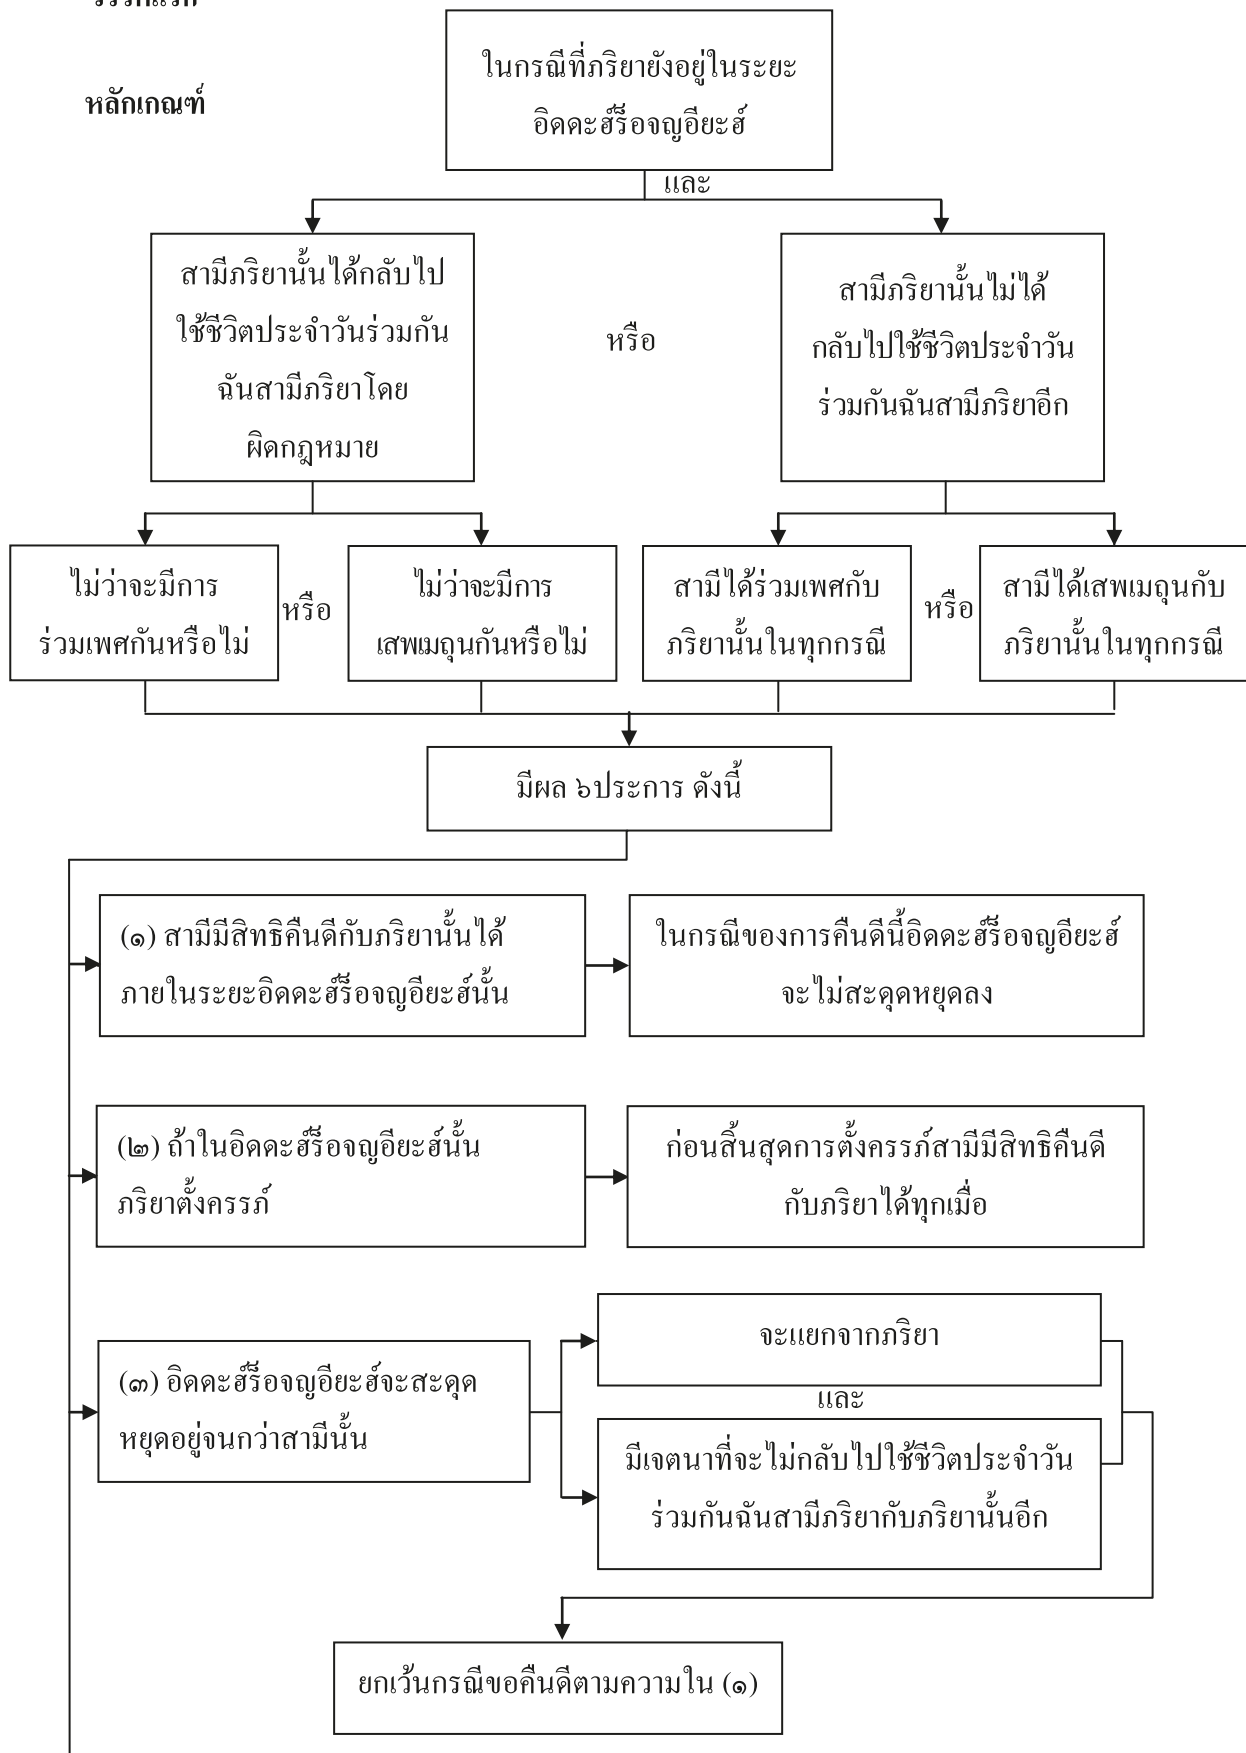 หลักเกณฑ์
ในกรณีที่ภริยายังอยู่ในระยะ
อิดดะฮ์ร็อจญอียะฮ์
และ
สามีภริยานั้นได้กลับไป
ใช้ชีวิตประจำวันร่วมกัน
ฉันสามีภริยาโดย
ผิดกฎหมาย
หรือ
สามีภริยานั้นไม่ได้
กลับไปใช้ชีวิตประจำวัน
ร่วมกันฉันสามีภริยาอีก
ไม่ว่าจะมีการ
ร่วมเพศกันหรือไม่
หรือ
ไม่ว่าจะมีการ
เสพเมถุนกันหรือไม่
สามีได้ร่วมเพศกับ
ภริยานั้นในทุกกรณี
หรือ
สามีได้เสพเมถุนกับ
ภริยานั้นในทุกกรณี
มีผล ๖ประการ ดังนี้
(๑) สามีมีสิทธิคืนดีกับภริยานั้นได้
ภายในระยะอิดดะฮ์ร็อจญอียะฮ์นั้น
ในกรณีของการคืนดีนี้อิดดะฮ์ร็อจญอียะฮ์
จะไม่สะดุดหยุดลง
(๒) ถ้าในอิดดะฮ์ร็อจญอียะฮ์นั้น
ภริยาตั้งครรภ์
ก่อนสิ้นสุดการตั้งครรภ์สามีมีสิทธิคืนดี
กับภริยาได้ทุกเมื่อ
(๓) อิดดะฮ์ร็อจญอียะฮ์จะสะดุด
หยุดอยู่จนกว่าสามีนั้น
จะแยกจากภริยา
และ
มีเจตนาที่จะไม่กลับไปใช้ชีวิตประจำวัน
ร่วมกันฉันสามีภริยากับภริยานั้นอีก
ยกเว้นกรณีขอคืนดีตามความใน (๑)